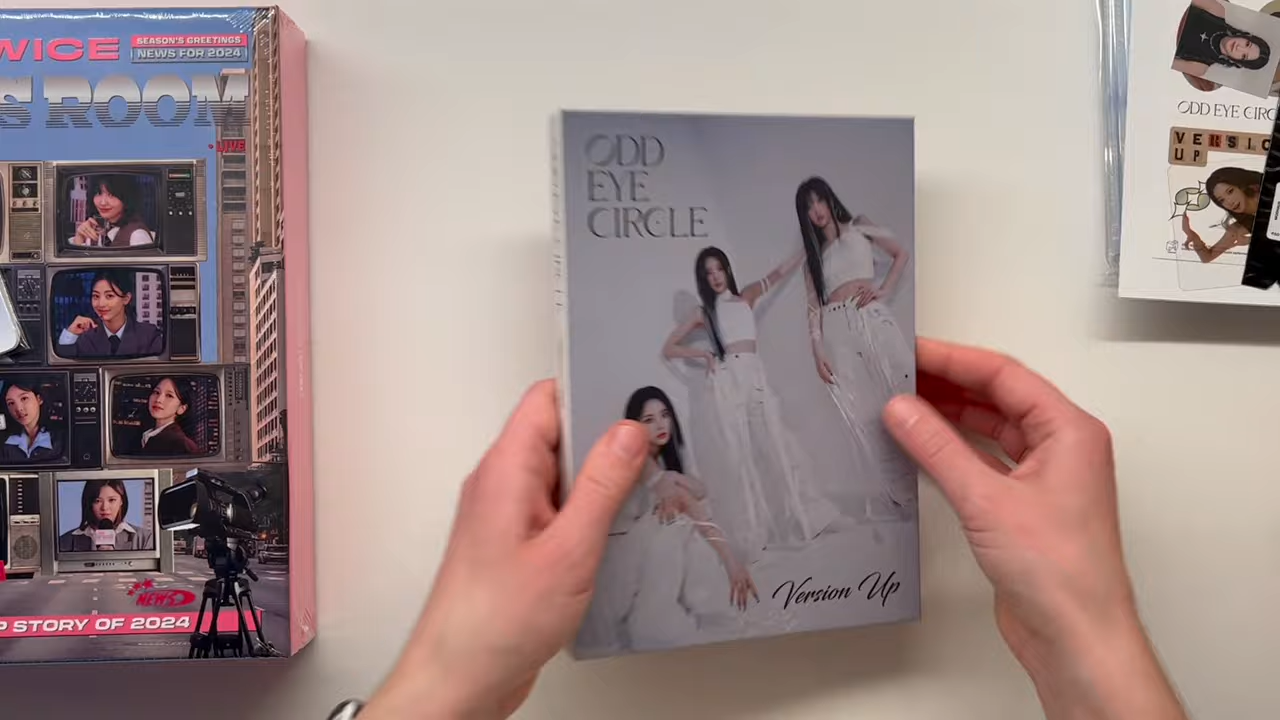 WICE
SEASON'S GREETINGS
NEWS FOR 2024
S ROOM
• LIVE
NEWS
P STORY OF 2024
ODD
EYE
CIRCLE
Version Up
ODD EYE CIRC
VERSIO
UP